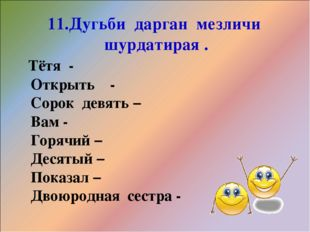 11.Дугьби дарган мезличи
шурдатирая .
Тётя -
Открыть -
Сорок девять –
Вам -
Горячий –
Десятый –
Показал –
Двоюродная сестра -